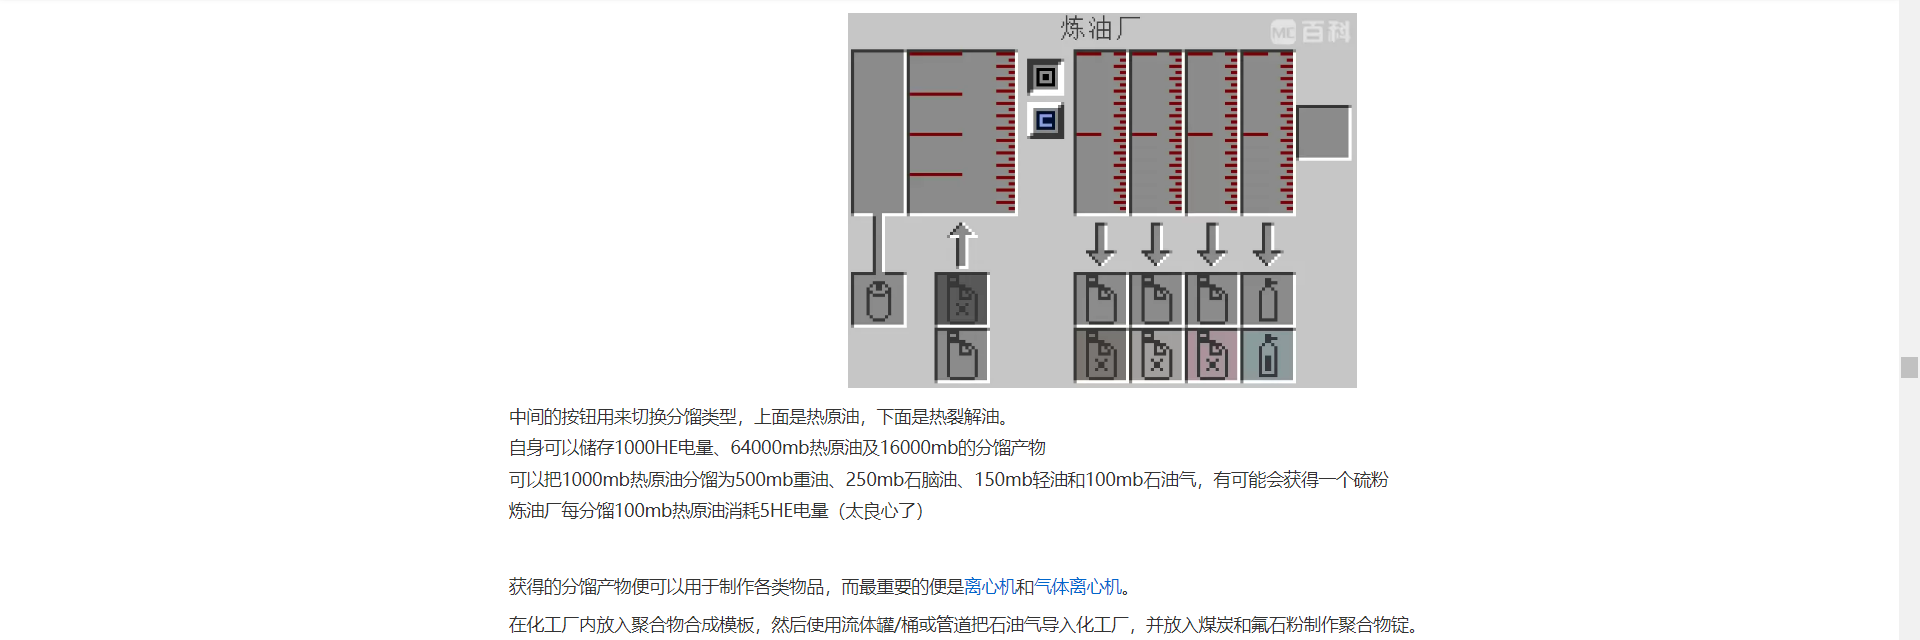 炼油厂
MC百科
中间的按钮用来切换分馏类型，上面是热原油，下面是热裂解油。
自身可以储存1000HE电量、64000mb热原油及16000mb的分馏产物
可以把1000mb热原油分馏为500mb重油、250mb石脑油、150mb轻油和100mb石油气，有可能会获得一个硫粉
炼油厂每分馏100mb热原油消耗5HE电量（太良心了）
获得的分馏产物便可以用于制作各类物品，而最重要的便是离心机和气体离心机。
在化工厂内放入聚合物合成模板，然后使用流体罐/桶或管道把石油气导入化工厂，并放入煤炭和氟石粉制作聚合物锭。